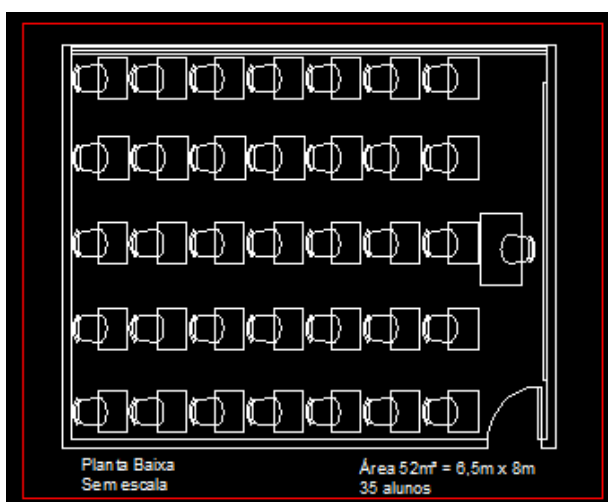 Planta Baixa
Sem escala
Área 52m² = 6,5m x 8m
35 alunos